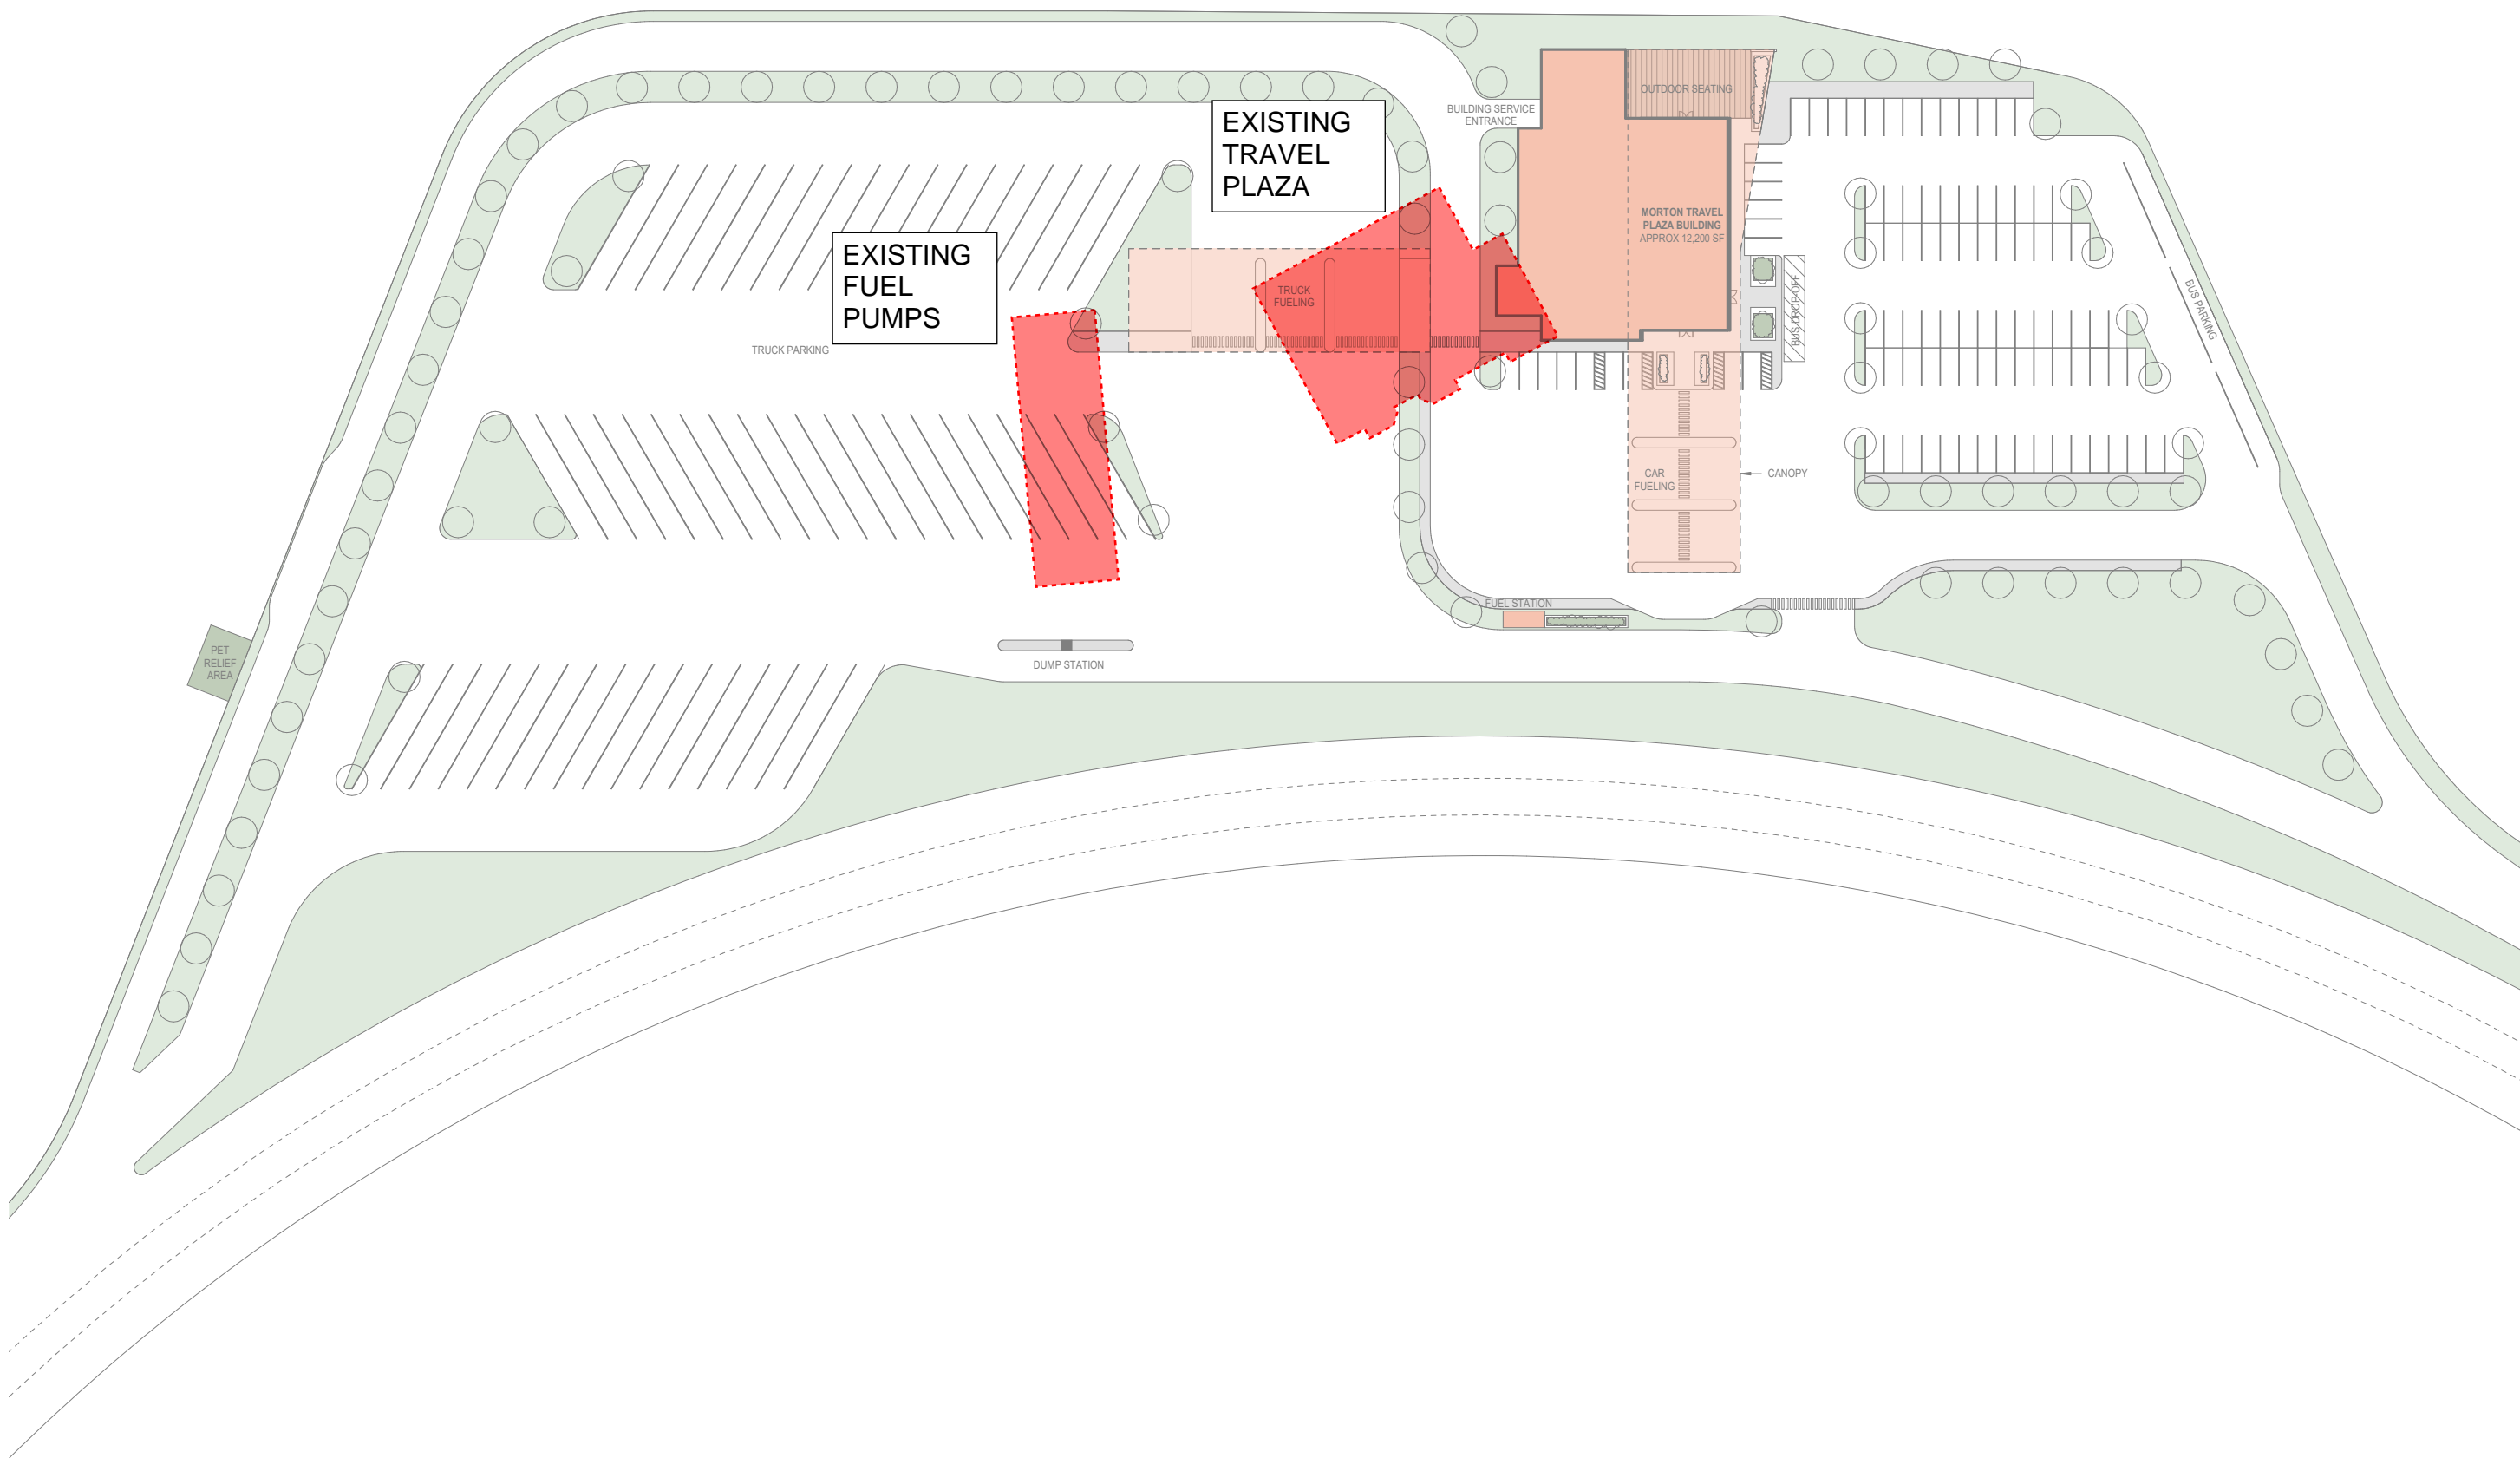 BUILDING SERVICE
ENTRANCE
OUTDOOR SEATING
EXISTING
TRAVEL
PLAZA
MORTON TRAVEL
PLAZA BUILDING
APPROX 12,200 SF
EXISTING
FUEL
PUMPS
TRUCK
FUELING
BUS DROP-OFF
BUS PARKING
TRUCK PARKING
CAR
FUELING
CANOPY
FUEL STATION
PET
RELIEF
AREA
DUMP STATION